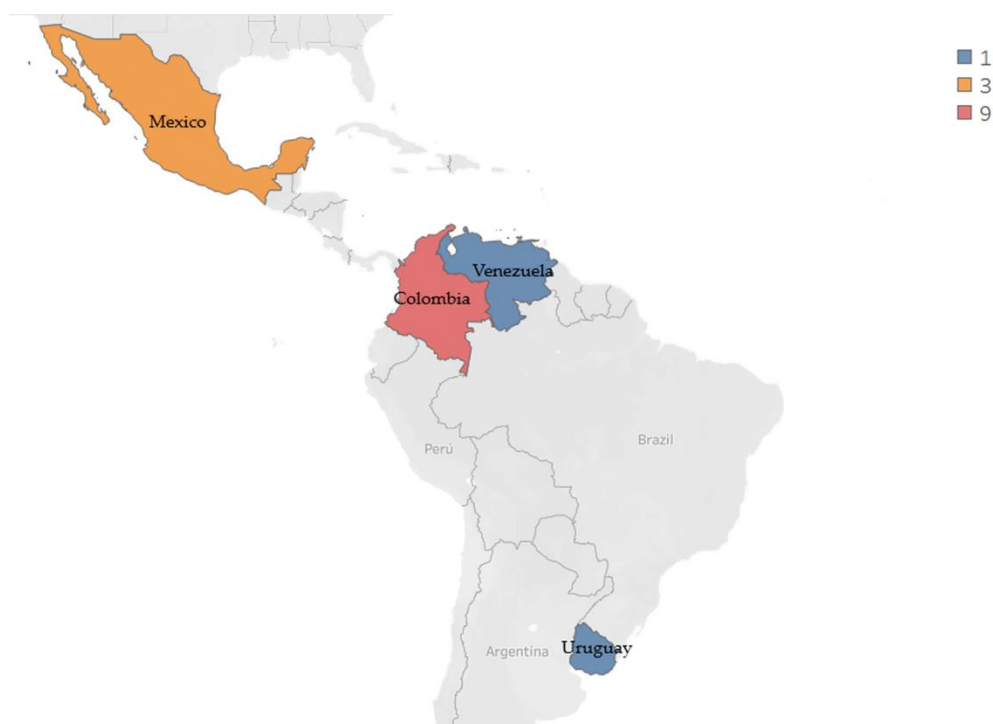 1
3
9
Mexico
Venezuela
Colombia
Perú
Brazil
Argentina
Uruguay